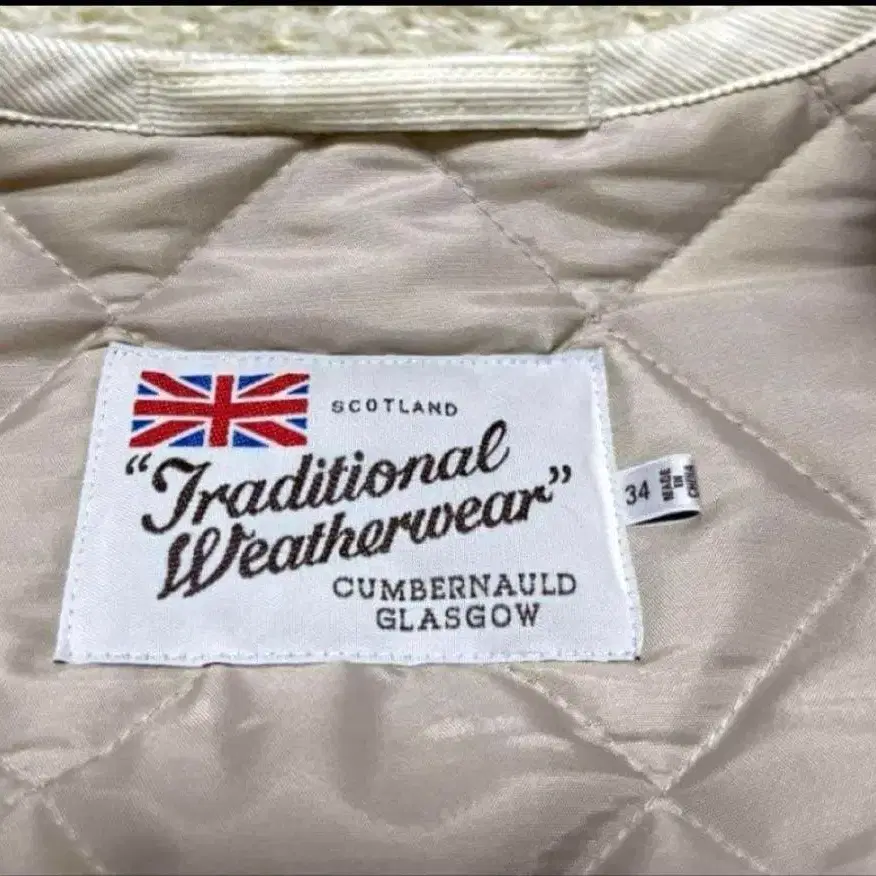 SCOTLAND
“Traditional
Weatherwear”
CUMBERNAULD
GLASGOW
34
MADE
IN
CHINA